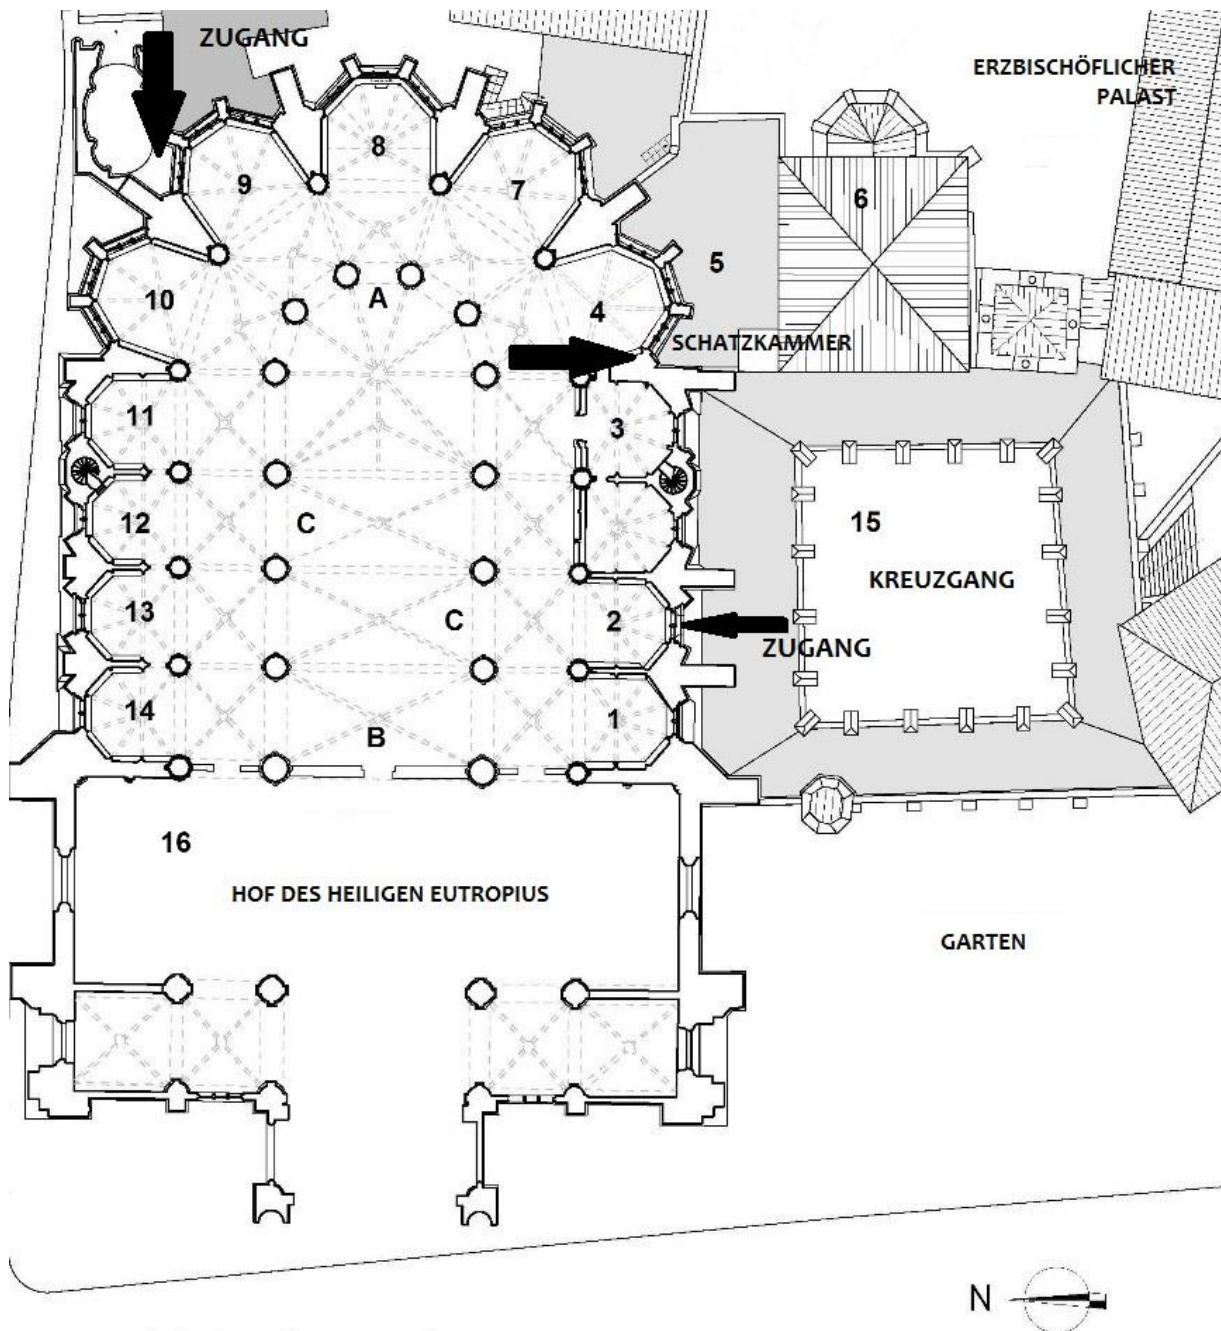 ZUGANG
ERZBISCHÖFLICHER
PALAST
8
9
7
6
5
10
A
4
SCHATZKAMMER
11
3
12
C
15
KREUZGANG
13
C
2
ZUGANG
14
B
1
16
HOF DES HEILIGEN EUTROPIUS
GARTEN
N